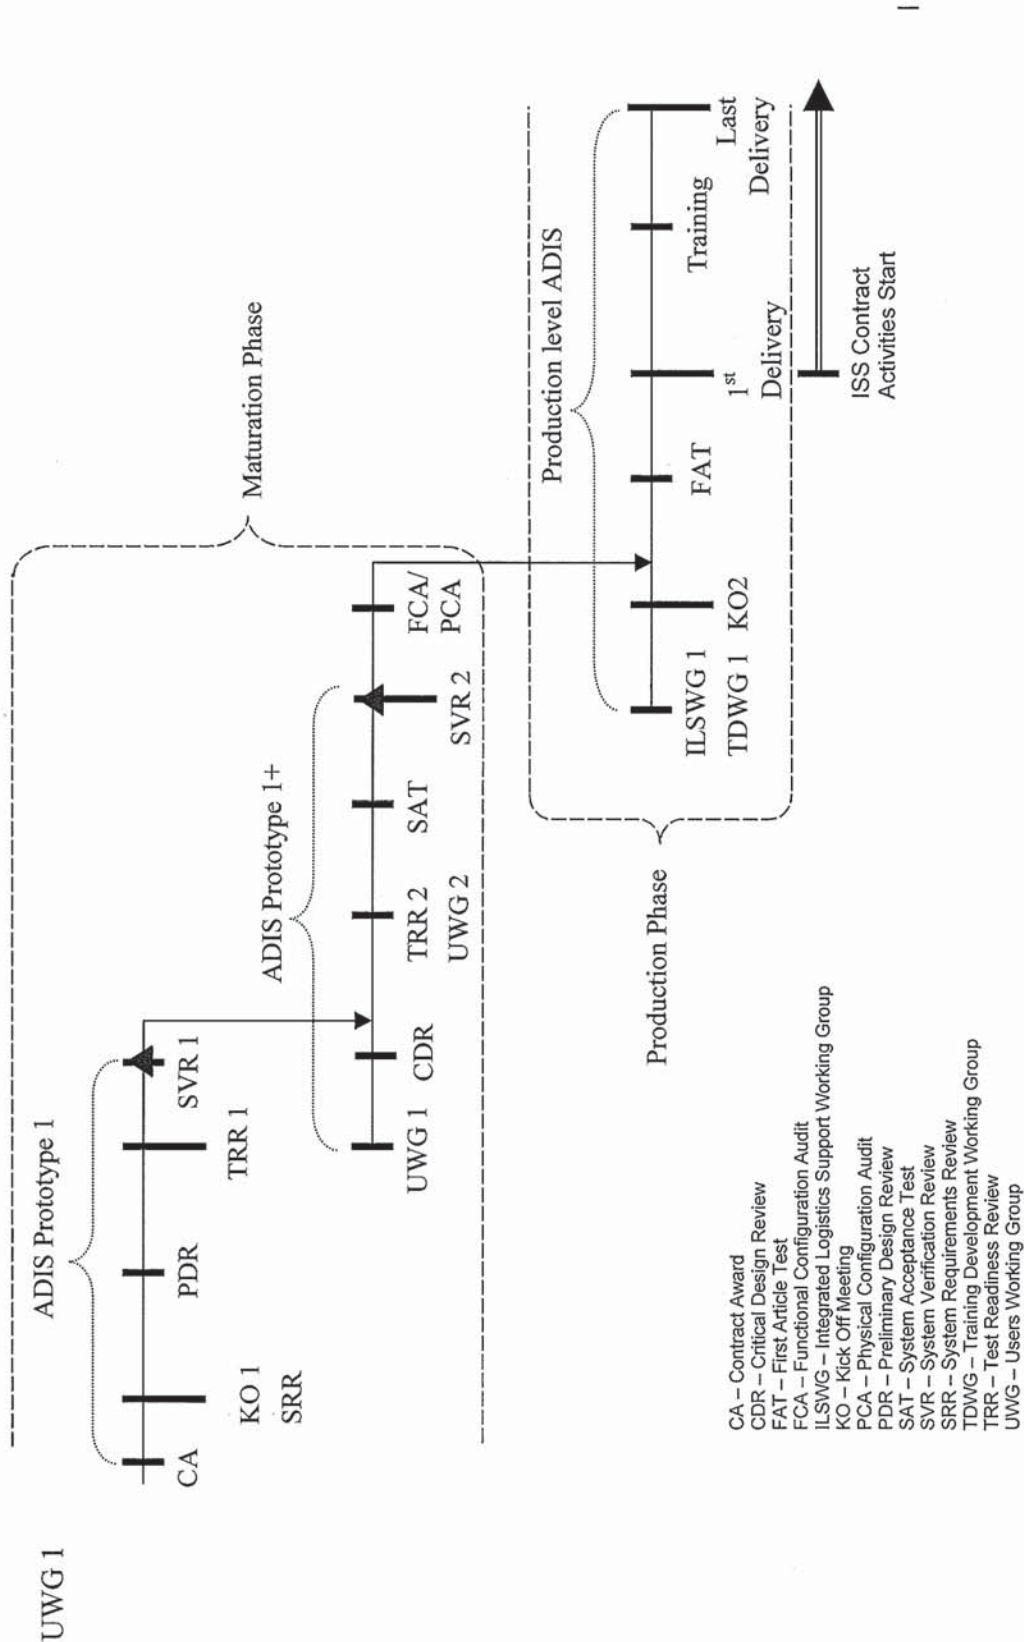 UWG 1
ADIS Prototype 1
CA
KO 1
SRR
PDR
TRR 1
SVR 1
Maturation Phase
ADIS Prototype 1+
UWG 1
CDR
TRR 2
UWG 2
SAT
SVR 2
FCA/
PCA
Production Phase
Production level ADIS
ILSWG 1
TDWG 1
KO2
FAT
1st
Delivery
Training
Last
Delivery
ISS Contract
Activities Start
CA – Contract Award
CDR – Critical Design Review
FAT – First Article Test
FCA – Functional Configuration Audit
ILSWG – Integrated Logistics Support Working Group
KO – Kick Off Meeting
PCA – Physical Configuration Audit
PDR – Preliminary Design Review
SAT – System Acceptance Test
SVR – System Verification Review
SRR – System Requirements Review
TDWG – Training Development Working Group
TRR – Test Readiness Review
UWG – Users Working Group